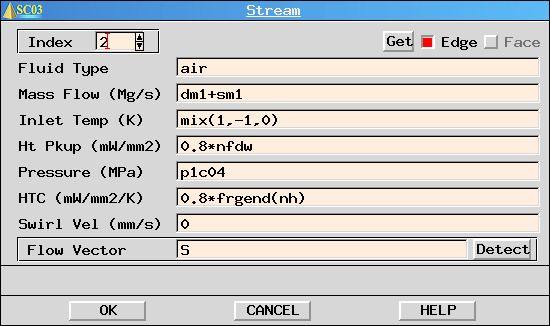 SC03 Stream
Index 2 Get Edge Face
Fluid Type air
Mass Flow (Mg/s) dm1+sm1
Inlet Temp (K) mix(1,-1,0)
Ht Pkup (mW/mm2) 0.8*nfdw
Pressure (MPa) p1c04
HTC (mW/mm2/K) 0.8*frgend(nh)
Swirl Vel (mm/s) 0
Flow Vector S Detect
OK CANCEL HELP